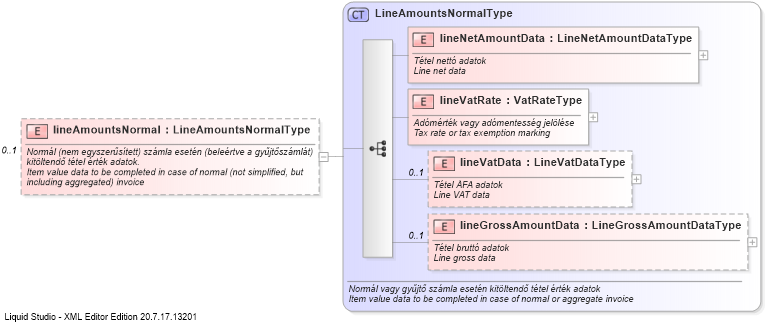 CT LineAmountsNormalType
E lineNetAmountData : LineNetAmountDataType
Tétel nettó adatok
Line net data
E lineVatRate : VatRateType
Adómérték vagy adómentesség jelölése
Tax rate or tax exemption marking
E lineAmountsNormal : LineAmountsNormalType
0..1
Normál (nem egyszerűsített) számla esetén (beleértve a gyűjtőszámlát)
kitöltendő tétel érték adatok.
Item value data to be completed in case of normal (not simplified, but
including aggregated) invoice
0..1
E lineVatData : LineVatDataType
Tétel ÁFA adatok
Line VAT data
0..1
E lineGrossAmountData : LineGrossAmountDataType
Tétel bruttó adatok
Line gross data
Normál vagy gyűjtő számla esetén kitöltendő tétel érték adatok
Item value data to be completed in case of normal or aggregate invoice
Liquid Studio - XML Editor Edition 20.7.17.13201